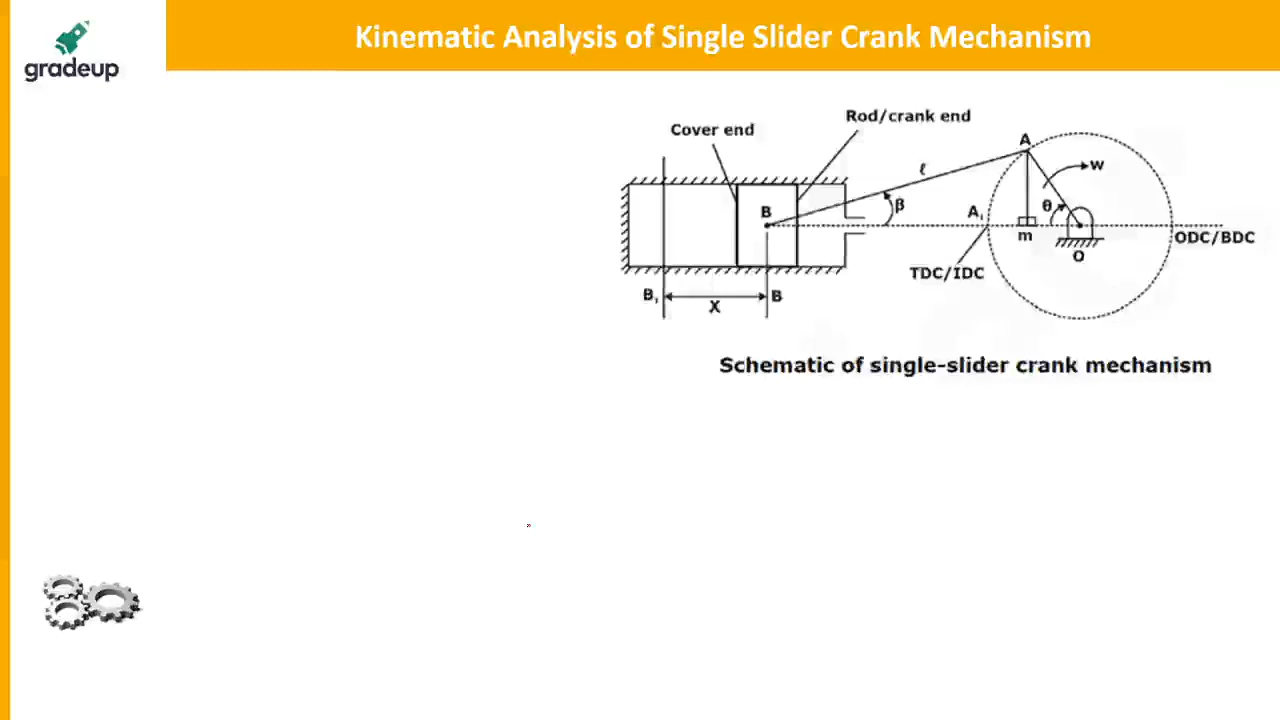 Kinematic Analysis of Single Slider Crank Mechanism
gradeup
Rod/crank end
Cover end
A
ℓ
w
B
β
A₁
θ
m
O
ODC/BDC
TDC/IDC
B₁
X
B
Schematic of single-slider crank mechanism